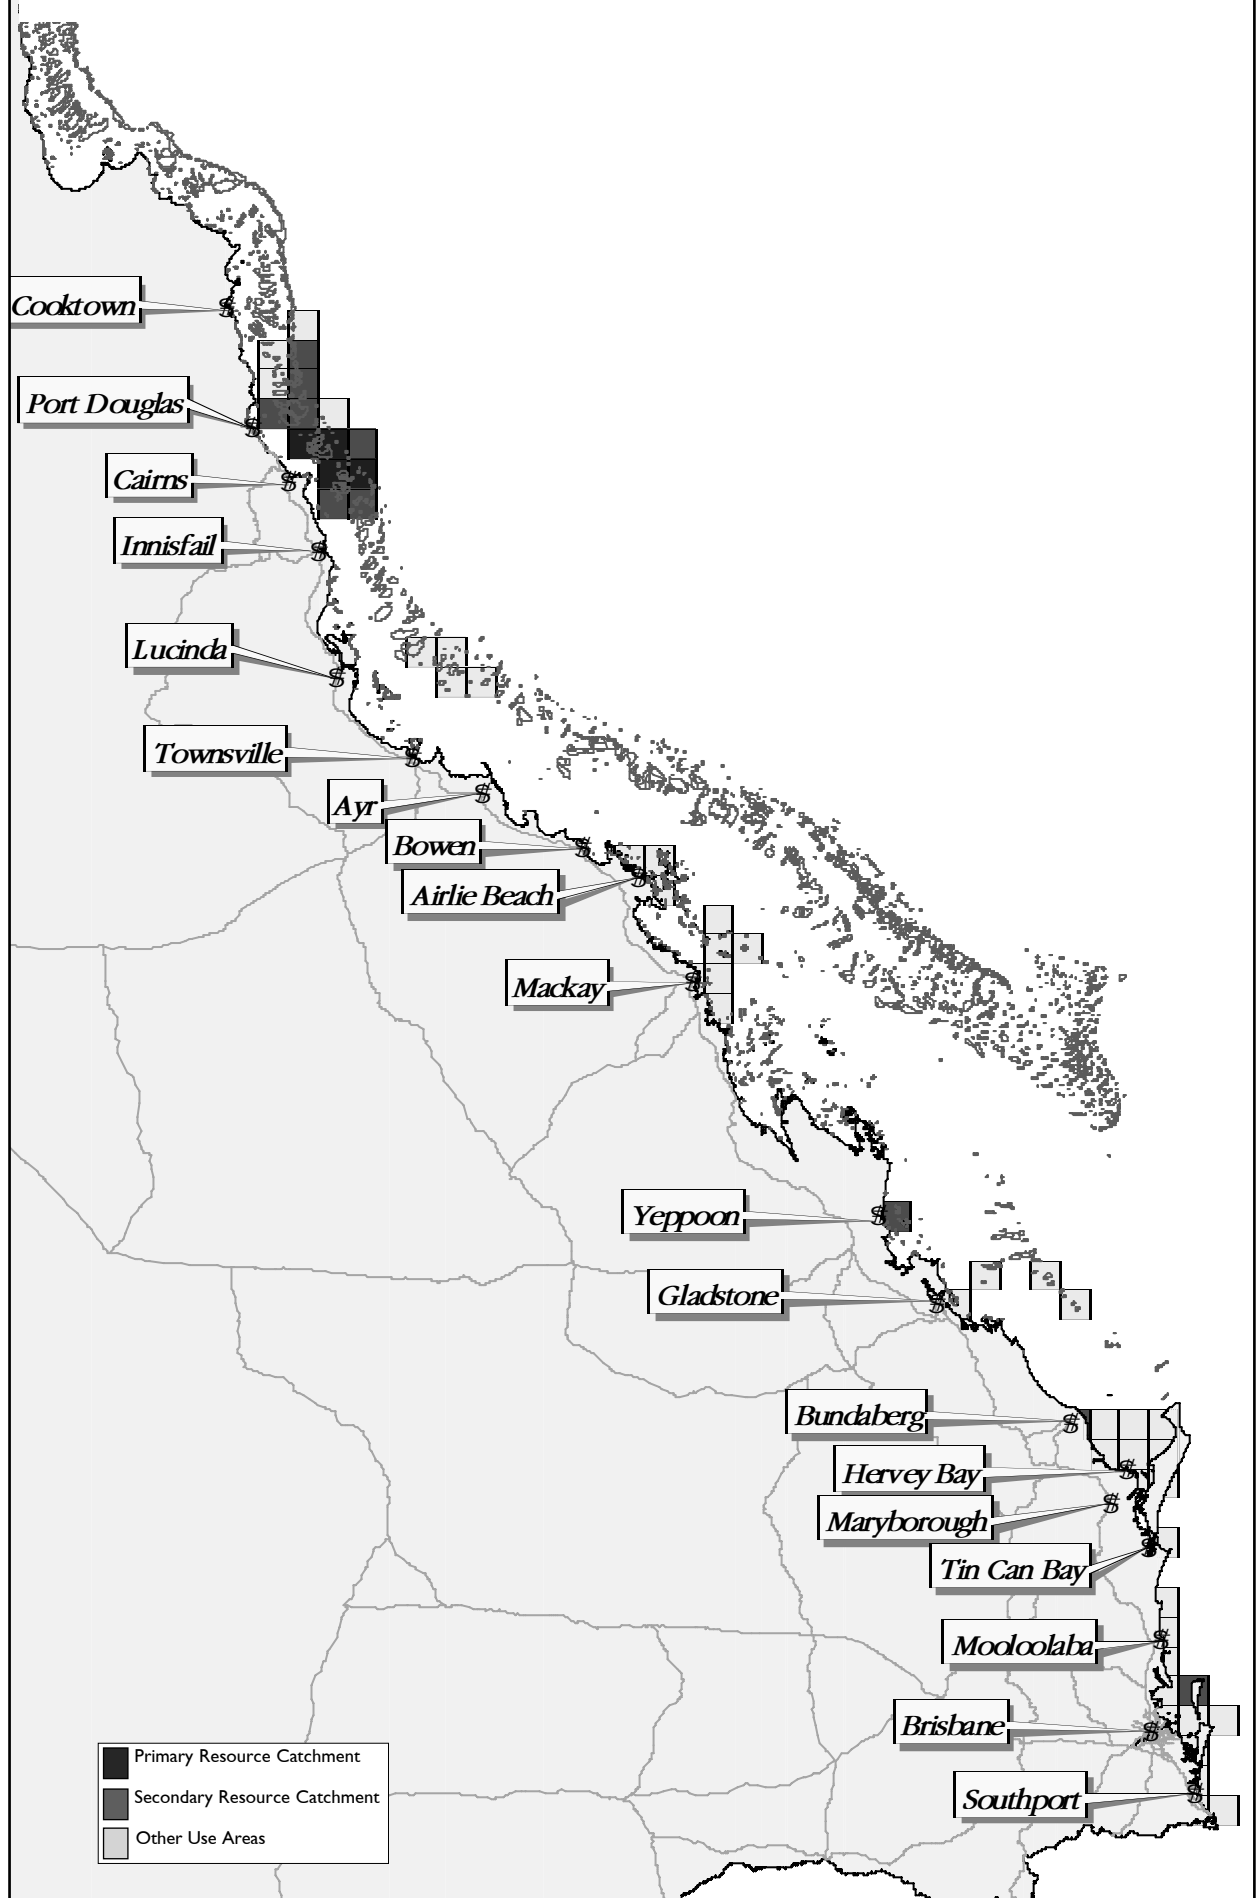 Cooktown
Port Douglas
Cairns
Innisfail
Lucinda
Townsville
Ayr
Bowen
Airlie Beach
Mackay
Yeppoon
Gladstone
Bundaberg
Hervey Bay
Maryborough
Tin Can Bay
Mooloolaba
Brisbane
Southport
Primary Resource Catchment
Secondary Resource Catchment
Other Use Areas